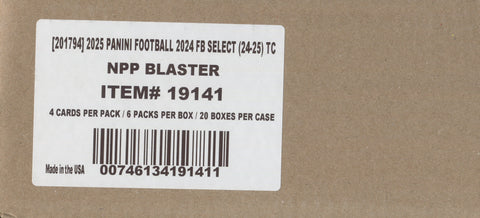 [201794] 2025 PANINI FOOTBALL 2024 FB SELECT (24-25) TC
NPP BLASTER
ITEM# 19141
4 CARDS PER PACK / 6 PACKS PER BOX / 20 BOXES PER CASE
Made in the USA
00746134191411